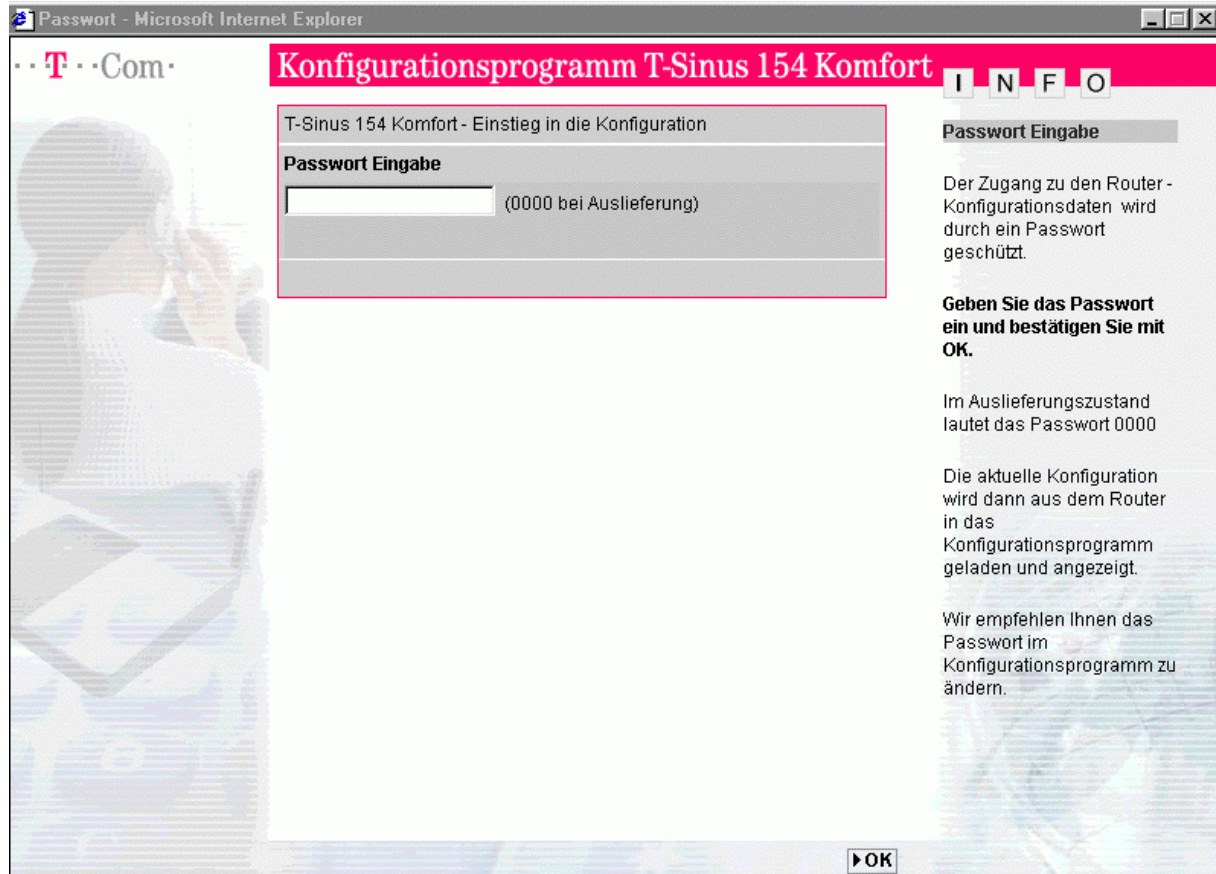 Passwort - Microsoft Internet Explorer
··T··Com·
Konfigurationsprogramm T-Sinus 154 Komfort
INFO
T-Sinus 154 Komfort - Einstieg in die Konfiguration
Passwort Eingabe
(0000 bei Auslieferung)
Passwort Eingabe
Der Zugang zu den Router -
Konfigurationsdaten wird
durch ein Passwort
geschützt.
Geben Sie das Passwort
ein und bestätigen Sie mit
OK.
Im Auslieferungszustand
lautet das Passwort 0000
Die aktuelle Konfiguration
wird dann aus dem Router
in das
Konfigurationsprogramm
geladen und angezeigt.
Wir empfehlen Ihnen das
Passwort im
Konfigurationsprogramm zu
ändern.
OK